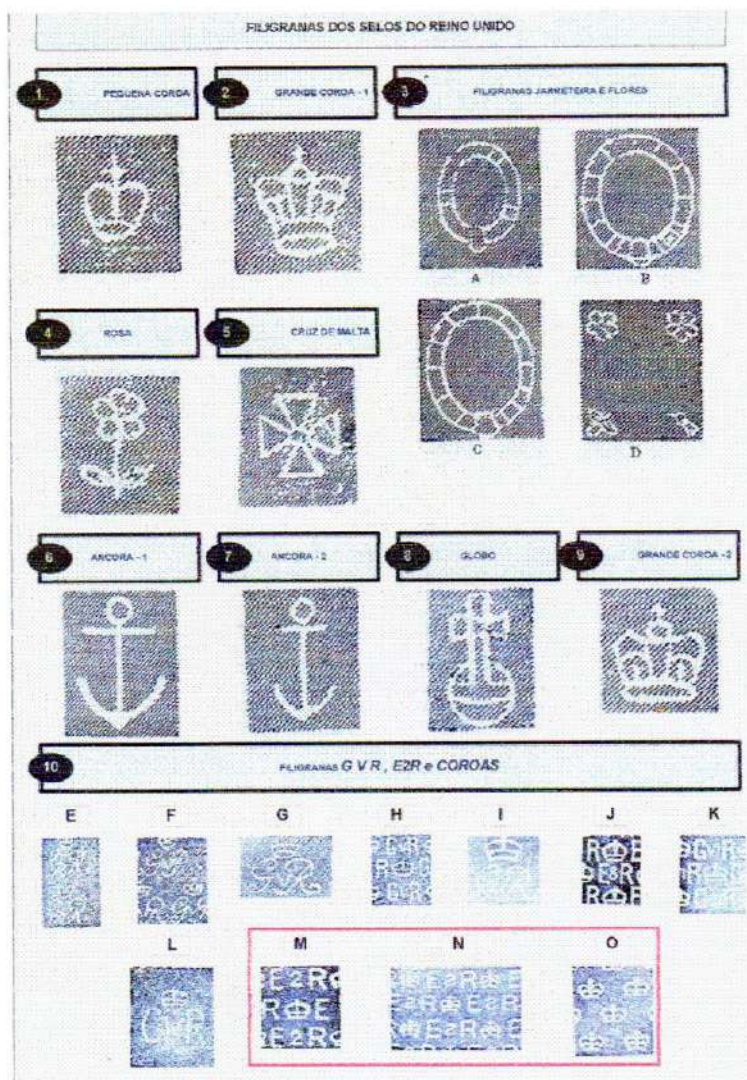 FILIGRANAS DOS SELOS DO REINO UNIDO
1 PEQUENA COROA
2 GRANDE COROA - 1
3 FILIGRANAS JARRETEIRA E FLORES
A
B
4 ROSA
5 CRUZ DE MALTA
C
D
6 ANCORA - 1
7 ANCORA - 2
8 GLOBO
9 GRANDE COROA - 2
10 FILIGRANAS G V R , E2R e COROAS
E F G H I J K
L M N O